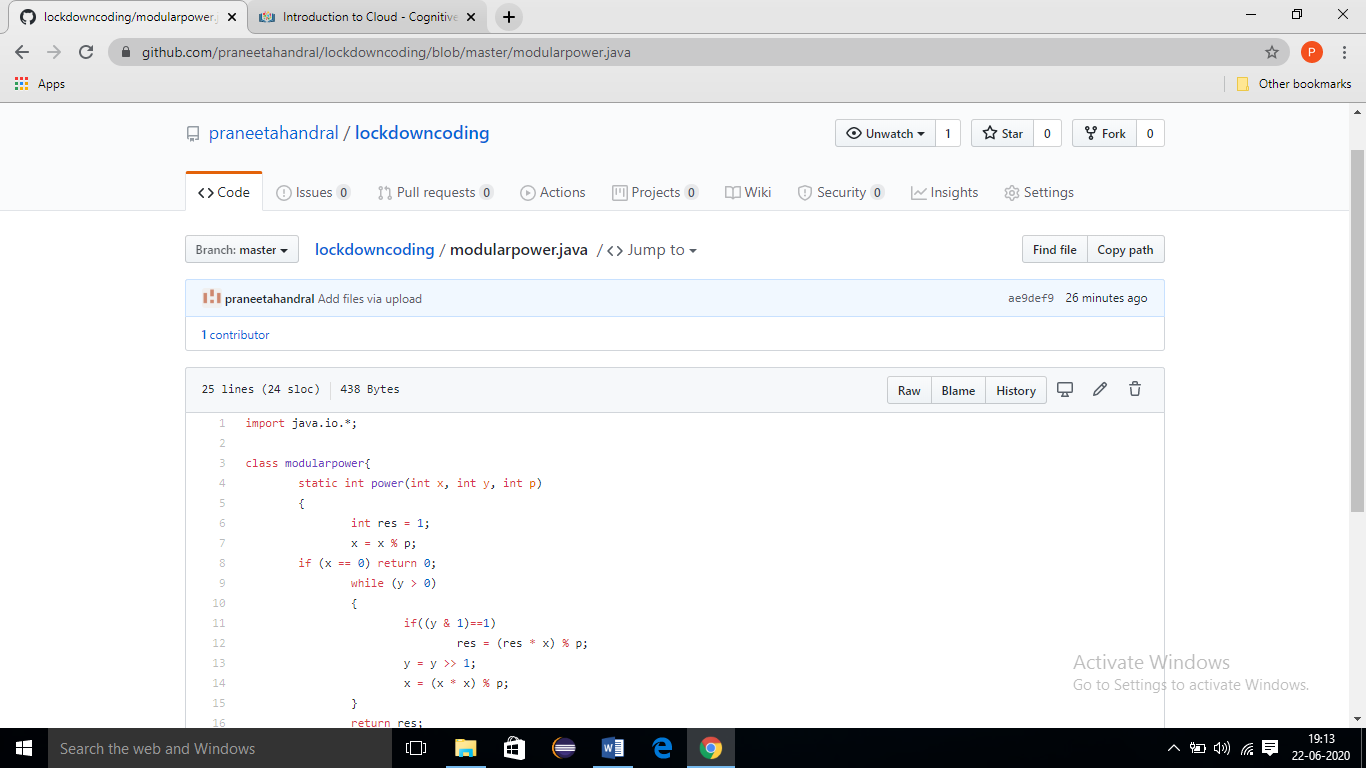 lockdowncoding/modularpower.
Introduction to Cloud - Cognitive
github.com/praneetahandral/lockdowncoding/blob/master/modularpower.java
P
Apps
Other bookmarks
praneetahandral / lockdowncoding
Unwatch 1
Star 0
Fork 0
Code
Issues 0
Pull requests 0
Actions
Projects 0
Wiki
Security 0
Insights
Settings
Branch: master
lockdowncoding / modularpower.java / <> Jump to
Find file
Copy path
praneetahandral Add files via upload
ae9def9 26 minutes ago
1 contributor
25 lines (24 sloc) 438 Bytes
Raw
Blame
History
1 import java.io.*;
2
3 class modularpower{
4 static int power(int x, int y, int p)
5 {
6 int res = 1;
7 x = x % p;
8 if (x == 0) return 0;
9 while (y > 0)
10 {
11 if((y & 1)==1)
12 res = (res * x) % p;
13 y = y >> 1;
14 x = (x * x) % p;
15 }
16 return res;
Activate Windows
Go to Settings to activate Windows.
Search the web and Windows
19:13
22-06-2020